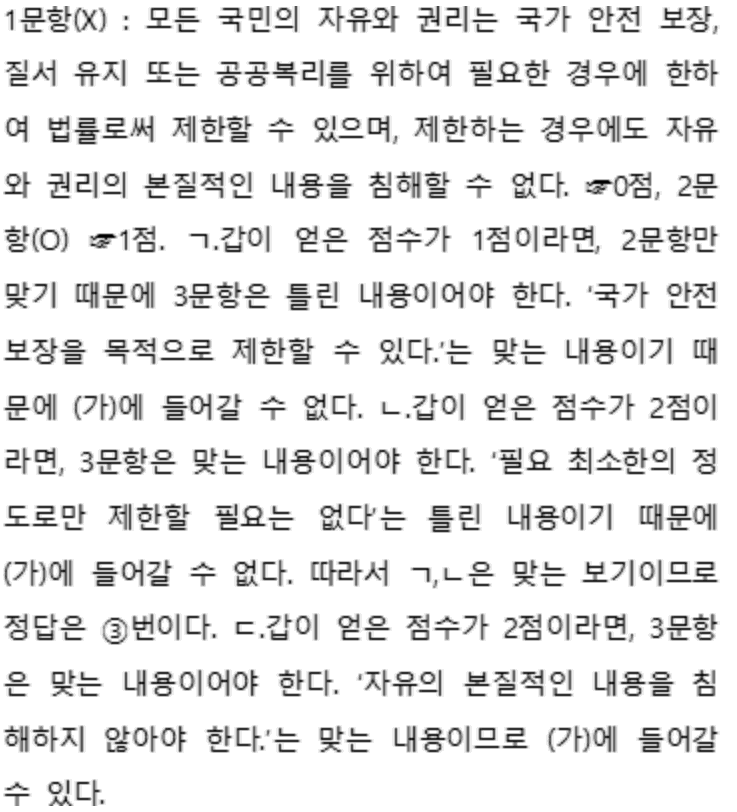 1문항(X) : 모든 국민의 자유와 권리는 국가 안전 보장,
질서 유지 또는 공공복리를 위하여 필요한 경우에 한하
여 법률로써 제한할 수 있으며, 제한하는 경우에도 자유
와 권리의 본질적인 내용을 침해할 수 없다. ☞0점, 2문
항(O) ☞1점. ㄱ.갑이 얻은 점수가 1점이라면, 2문항만
맞기 때문에 3문항은 틀린 내용이어야 한다. ‘국가 안전
보장을 목적으로 제한할 수 있다.’는 맞는 내용이기 때
문에 (가)에 들어갈 수 없다. ㄴ.갑이 얻은 점수가 2점이
라면, 3문항은 맞는 내용이어야 한다. ‘필요 최소한의 정
도로만 제한할 필요는 없다’는 틀린 내용이기 때문에
(가)에 들어갈 수 없다. 따라서 ㄱ,ㄴ은 맞는 보기이므로
정답은 ③번이다. ㄷ.갑이 얻은 점수가 2점이라면, 3문항
은 맞는 내용이어야 한다. ‘자유의 본질적인 내용을 침
해하지 않아야 한다.’는 맞는 내용이므로 (가)에 들어갈
수 있다.